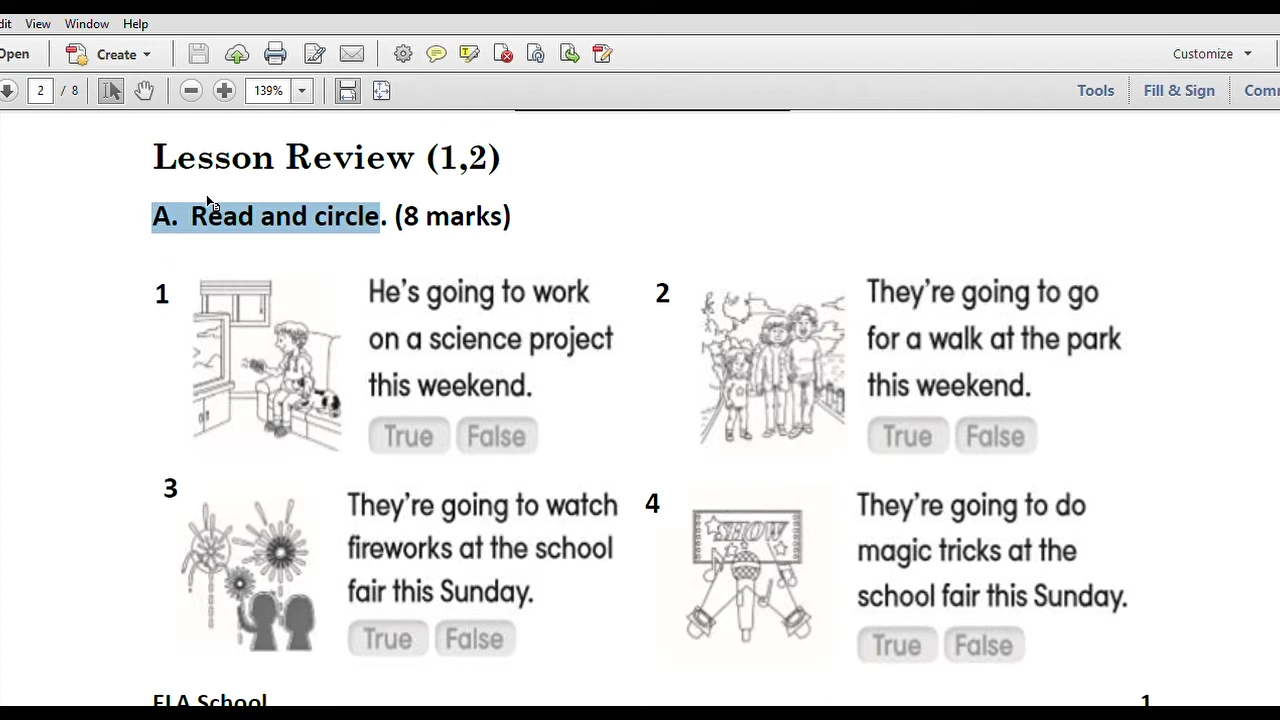 dit View Window Help
Open Create Customize
2 / 8 139% Tools Fill & Sign Comm
Lesson Review (1,2)
A. Read and circle. (8 marks)
1
He's going to work
on a science project
this weekend.
True False
2
They're going to go
for a walk at the park
this weekend.
True False
3
They're going to watch
fireworks at the school
fair this Sunday.
True False
4
SHOW
They're going to do
magic tricks at the
school fair this Sunday.
True False
ELA School 1